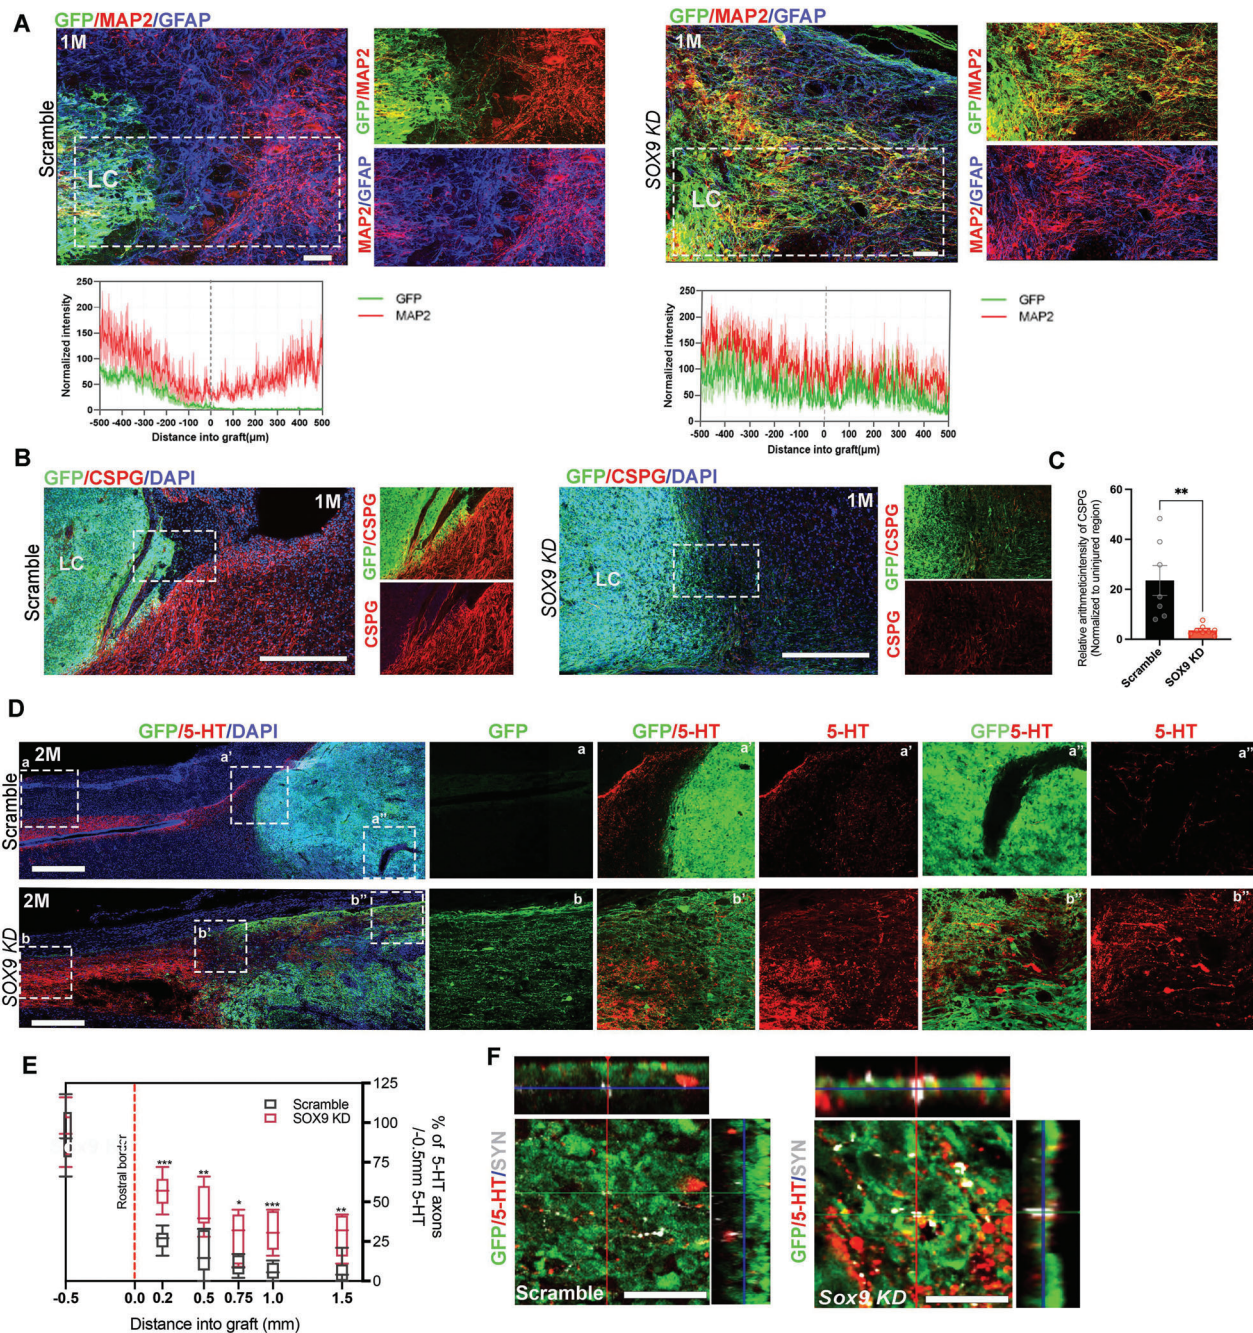 A
GFP/MAP2/GFAP
1M
Scramble
LC
GFP/MAP2
MAP2/GFAP
GFP/MAP2/GFAP
1M
SOX9 KD
LC
GFP/MAP2
MAP2/GFAP
Normalized intensity
250
200
150
100
50
0
-500 -400 -300 -200 -100 0 100 200 300 400 500
Distance into graft(µm)
GFP
MAP2
Normalized intensity
250
200
150
100
50
0
-500 -400 -300 -200 -100 0 100 200 300 400 500
Distance into graft(µm)
GFP
MAP2
B
GFP/CSPG/DAPI
1M
Scramble
LC
GFP/CSPG
CSPG
GFP/CSPG/DAPI
1M
SOX9 KD
LC
GFP/CSPG
CSPG
C
Relative arithmeticintensity of CSPG
(Normalized to uninjured region)
60
40
20
0
**
Scramble
SOX9 KD
D
GFP/5-HT/DAPI
GFP
GFP/5-HT
5-HT
GFP5-HT
5-HT
Scramble
2M
a
a'
a''
a
a'
a'
a''
a''
SOX9 KD
2M
b
b'
b''
b
b'
b'
b''
b''
E
Scramble
SOX9 KD
Rostral border
***
**
*
***
**
125
100
75
50
25
0
% of 5-HT axons
/-0.5mm 5-HT
-0.5 0.0 0.2 0.5 0.75 1.0 1.5
Distance into graft (mm)
F
GFP/5-HT/SYN
Scramble
GFP/5-HT/SYN
Sox9 KD